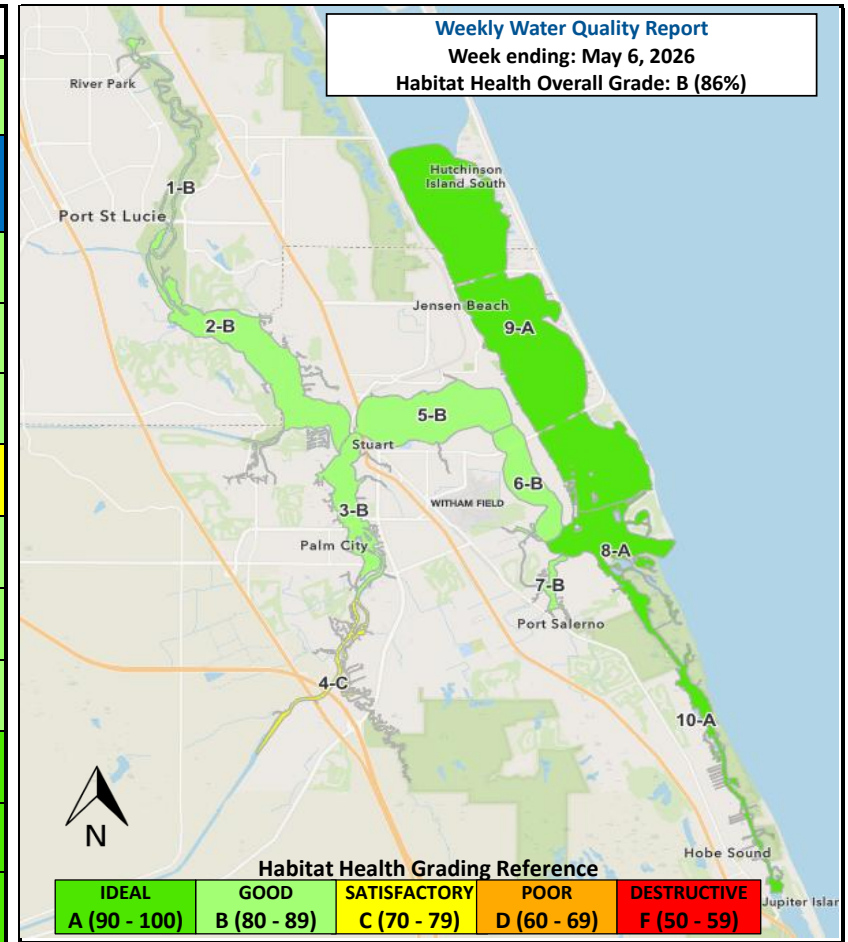 Weekly Water Quality Report
Week ending: May 6, 2026
Habitat Health Overall Grade: B (86%)
River Park
Hutchinson
Island South
1-B
Port St Lucie
Jensen Beach
2-B
9-A
5-B
Stuart
6-B
WITHAM FIELD
3-B
Palm City
8-A
7-B
Port Salerno
4-C
10-A
N
Hobe Sound
Habitat Health Grading Reference
Jupiter Islan
IDEAL GOOD SATISFACTORY POOR DESTRUCTIVE
A (90 - 100) B (80 - 89) C (70 - 79) D (60 - 69) F (50 - 59)